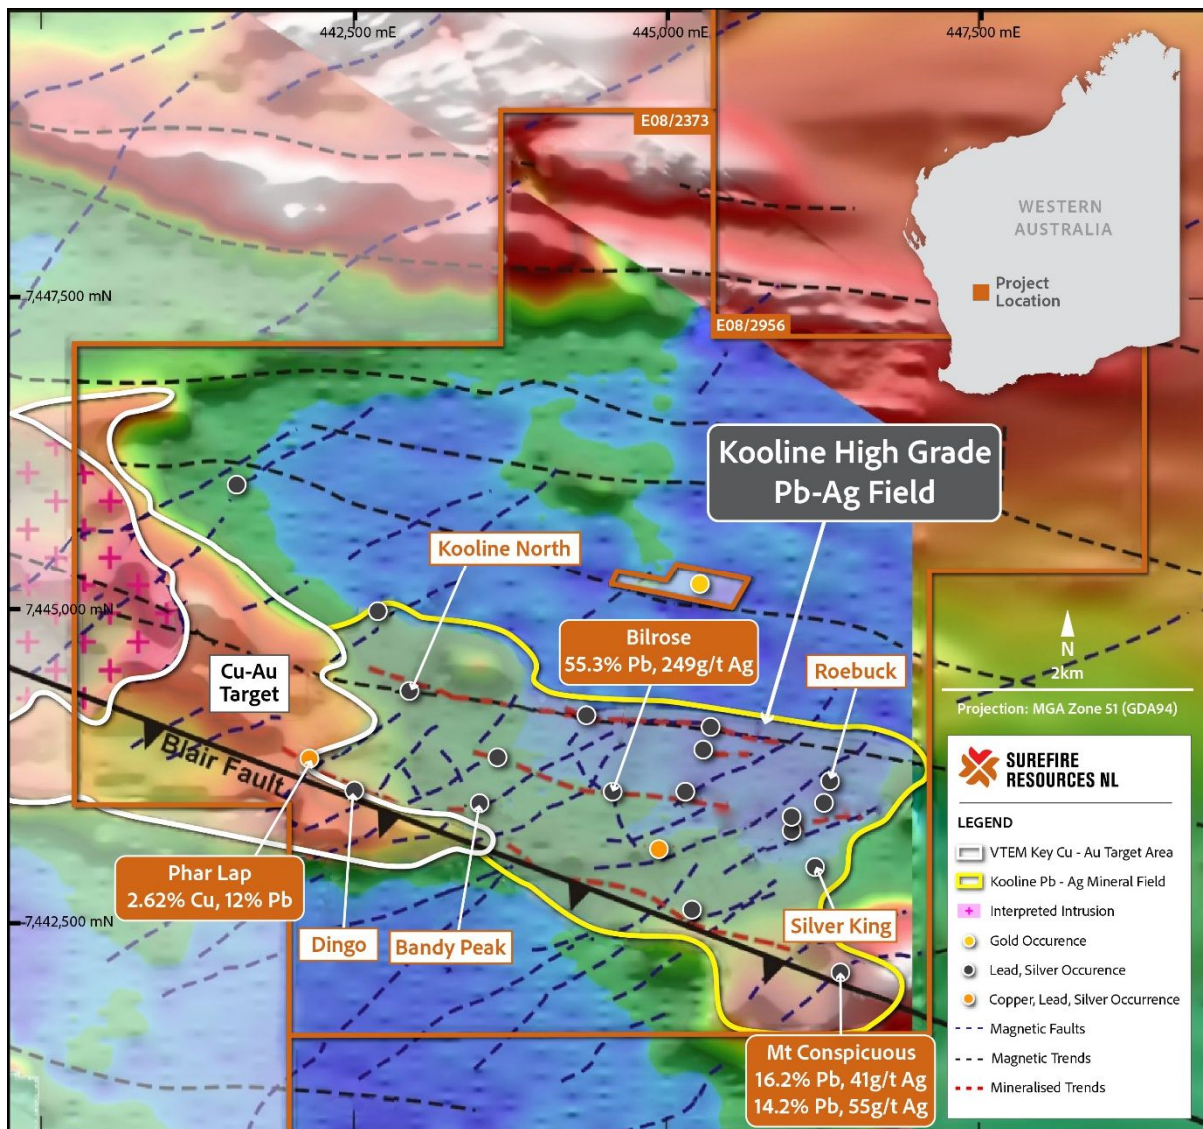 442,500 mE
445,000 mE
447,500 mE
E08/2373
WESTERN
AUSTRALIA
Project
Location
7,447,500 mN
E08/2956
Kooline High Grade
Pb-Ag Field
Kooline North
7,445,000 mN
Bilrose
55.3% Pb, 249g/t Ag
Roebuck
Cu-Au
Target
N
2km
Projection: MGA Zone 51 (GDA94)
Blair Fault
SUREFIRE
RESOURCES NL
LEGEND
VTEM Key Cu - Au Target Area
Kooline Pb - Ag Mineral Field
Interpreted Intrusion
Gold Occurence
Lead, Silver Occurence
Copper, Lead, Silver Occurrence
Magnetic Faults
Magnetic Trends
Mineralised Trends
Phar Lap
2.62% Cu, 12% Pb
7,442,500 mN
Dingo
Bandy Peak
Silver King
Mt Conspicuous
16.2% Pb, 41g/t Ag
14.2% Pb, 55g/t Ag